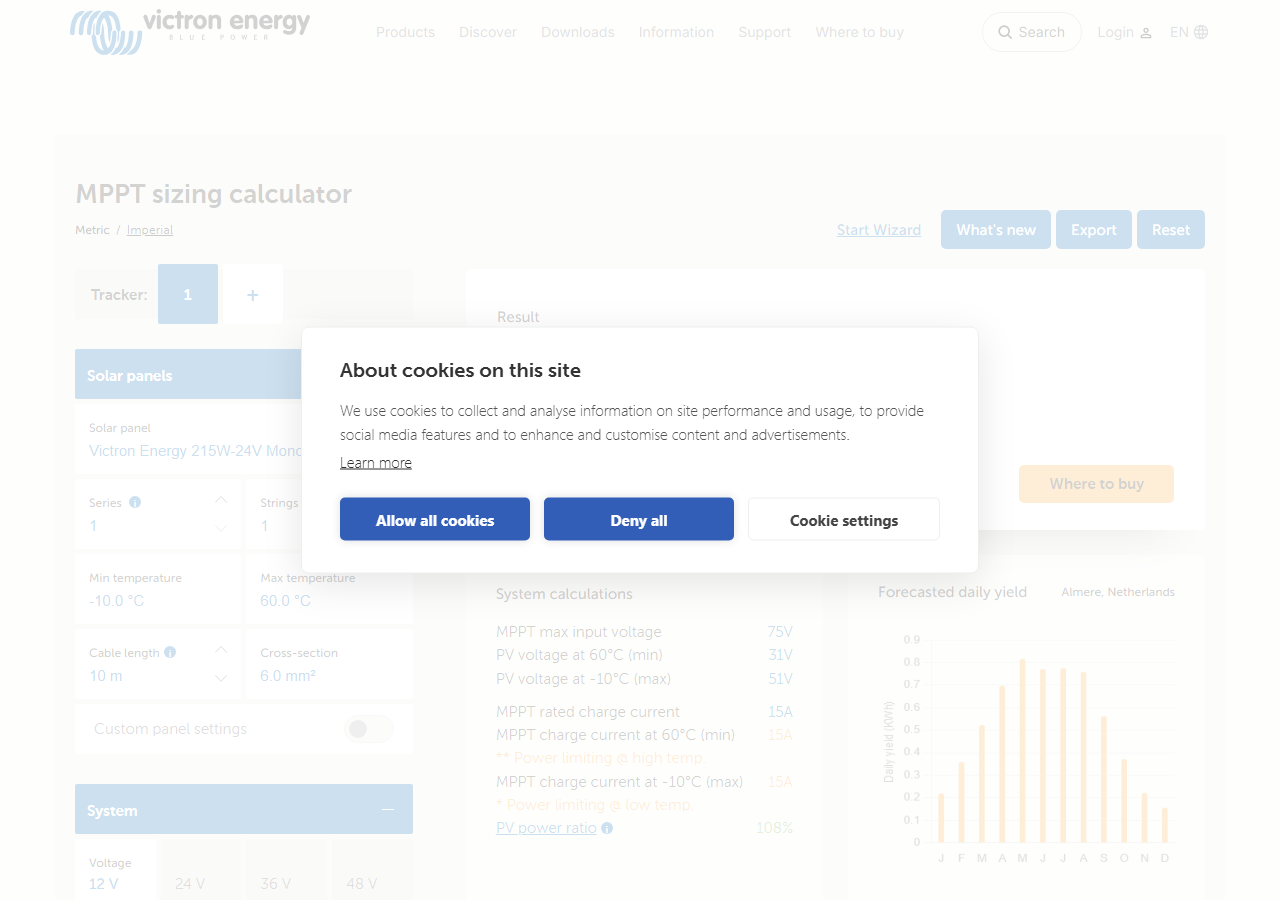 victron energy
BLUE POWER
Products Discover Downloads Information Support Where to buy
Search Login EN
MPPT sizing calculator
Metric / Imperial
Start Wizard What's new Export Reset
Tracker: 1 +
Result
Solar panels
Solar panel
Victron Energy 215W-24V Mono
Series
1
Strings
1
Min temperature
-10.0 °C
Max temperature
60.0 °C
Cable length
10 m
Cross-section
6.0 mm²
Custom panel settings
System
Voltage
12 V 24 V 36 V 48 V
About cookies on this site
We use cookies to collect and analyse information on site performance and usage, to provide
social media features and to enhance and customise content and advertisements.
Learn more
Allow all cookies Deny all Cookie settings
Where to buy
System calculations
MPPT max input voltage 75V
PV voltage at 60°C (min) 31V
PV voltage at -10°C (max) 51V
MPPT rated charge current 15A
MPPT charge current at 60°C (min) 15A
** Power limiting @ high temp
MPPT charge current at -10°C (max) 15A
* Power limiting @ low temp.
PV power ratio 108%
Forecasted daily yield Almere, Netherlands
Daily yield (KWh)
0.9
0.8
0.7
0.6
0.5
0.4
0.3
0.2
0.1
0
J F M A M J J A S O N D